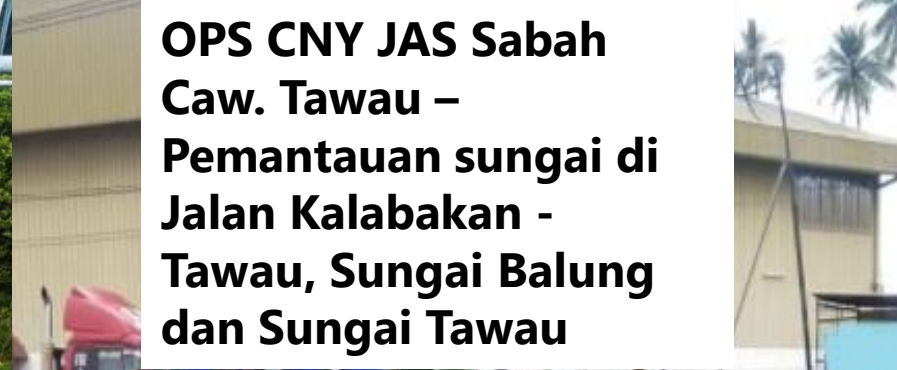 OPS CNY JAS Sabah
Caw. Tawau –
Pemantauan sungai di
Jalan Kalabakan -
Tawau, Sungai Balung
dan Sungai Tawau